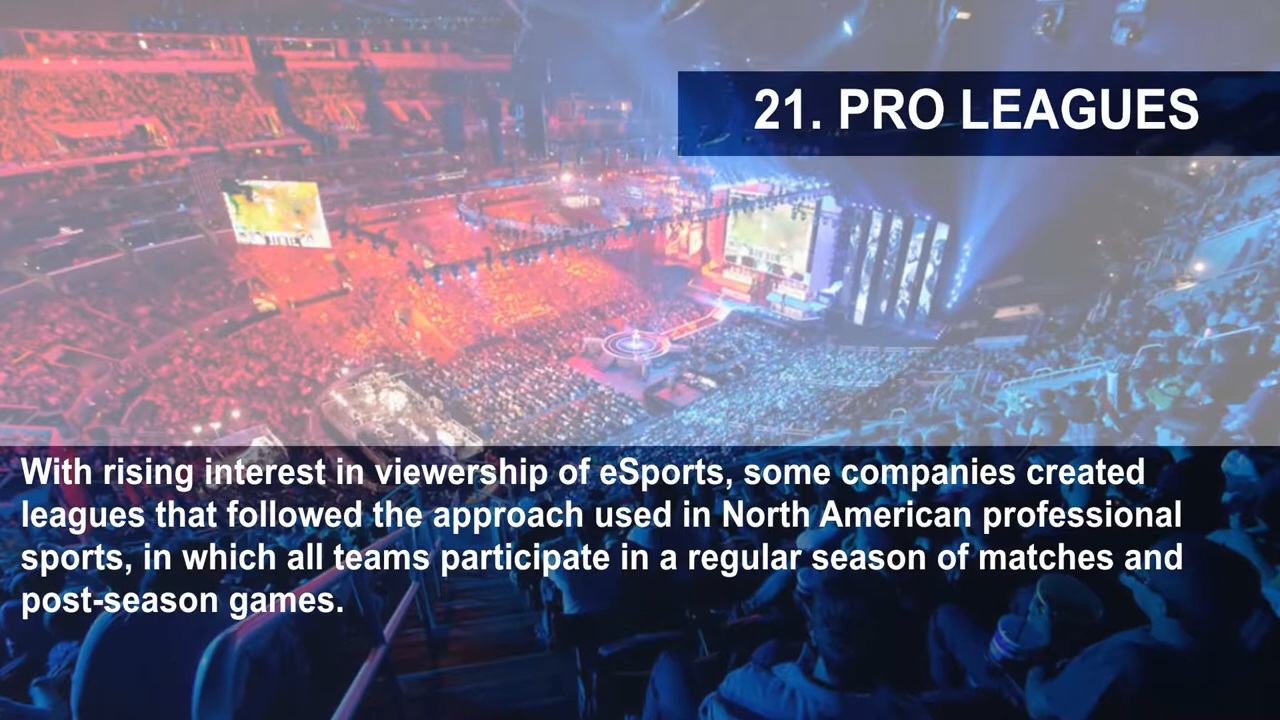 21. PRO LEAGUES
With rising interest in viewership of eSports, some companies created
leagues that followed the approach used in North American professional
sports, in which all teams participate in a regular season of matches and
post-season games.